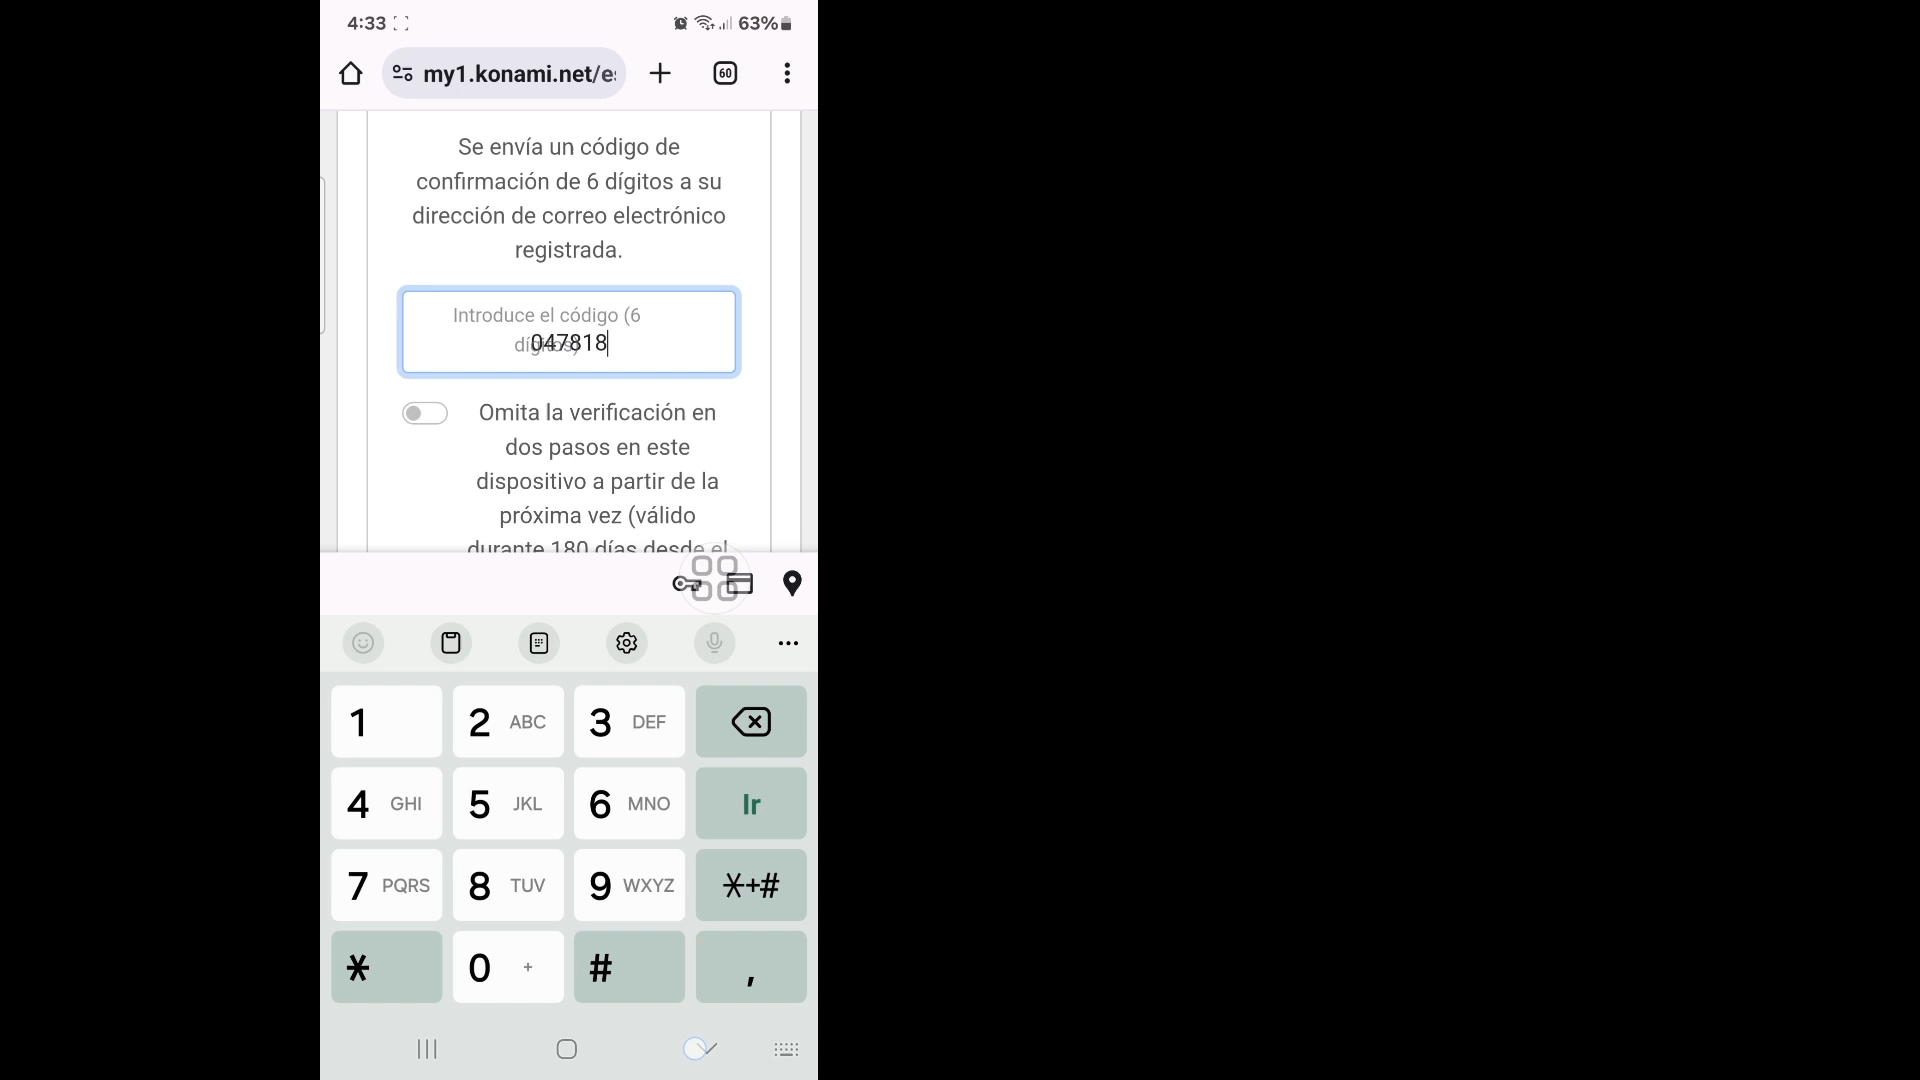 4:33
63%
my1.konami.net/es
60
Se envía un código de
confirmación de 6 dígitos a su
dirección de correo electrónico
registrada.
Introduce el código (6
dígitos)
047818
Omita la verificación en
dos pasos en este
dispositivo a partir de la
próxima vez (válido
durante 180 días desde el
1
2 ABC
3 DEF
4 GHI
5 JKL
6 MNO
Ir
7 PQRS
8 TUV
9 WXYZ
*+#
*
0 +
#
,